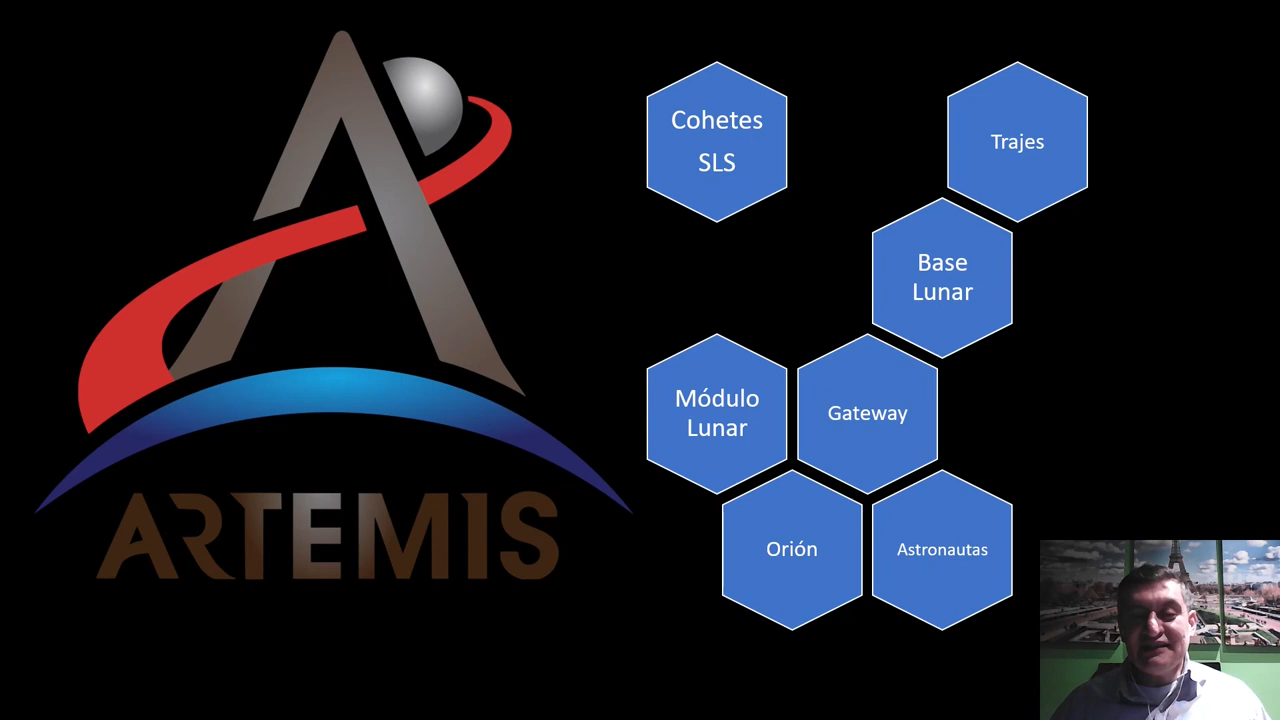 Cohetes
SLS
Trajes
Base
Lunar
Módulo
Lunar
Gateway
Orión
Astronautas
ARTEMIS